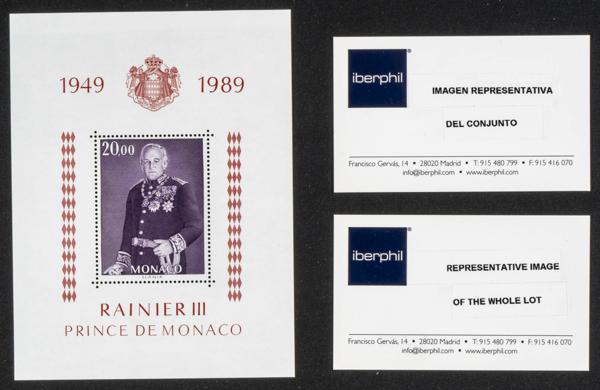 1949 1989
20,00
MONACO
SLANIA
RAINIER III
PRINCE DE MONACO
iberphil®
IMAGEN REPRESENTATIVA
DEL CONJUNTO
Francisco Gervás, 14 • 28020 Madrid • T: 915 480 799 • F: 915 416 070
info@iberphil.com • www.iberphil.com
iberphil®
REPRESENTATIVE IMAGE
OF THE WHOLE LOT
Francisco Gervás, 14 • 28020 Madrid • T: 915 480 799 • F: 915 416 070
info@iberphil.com • www.iberphil.com